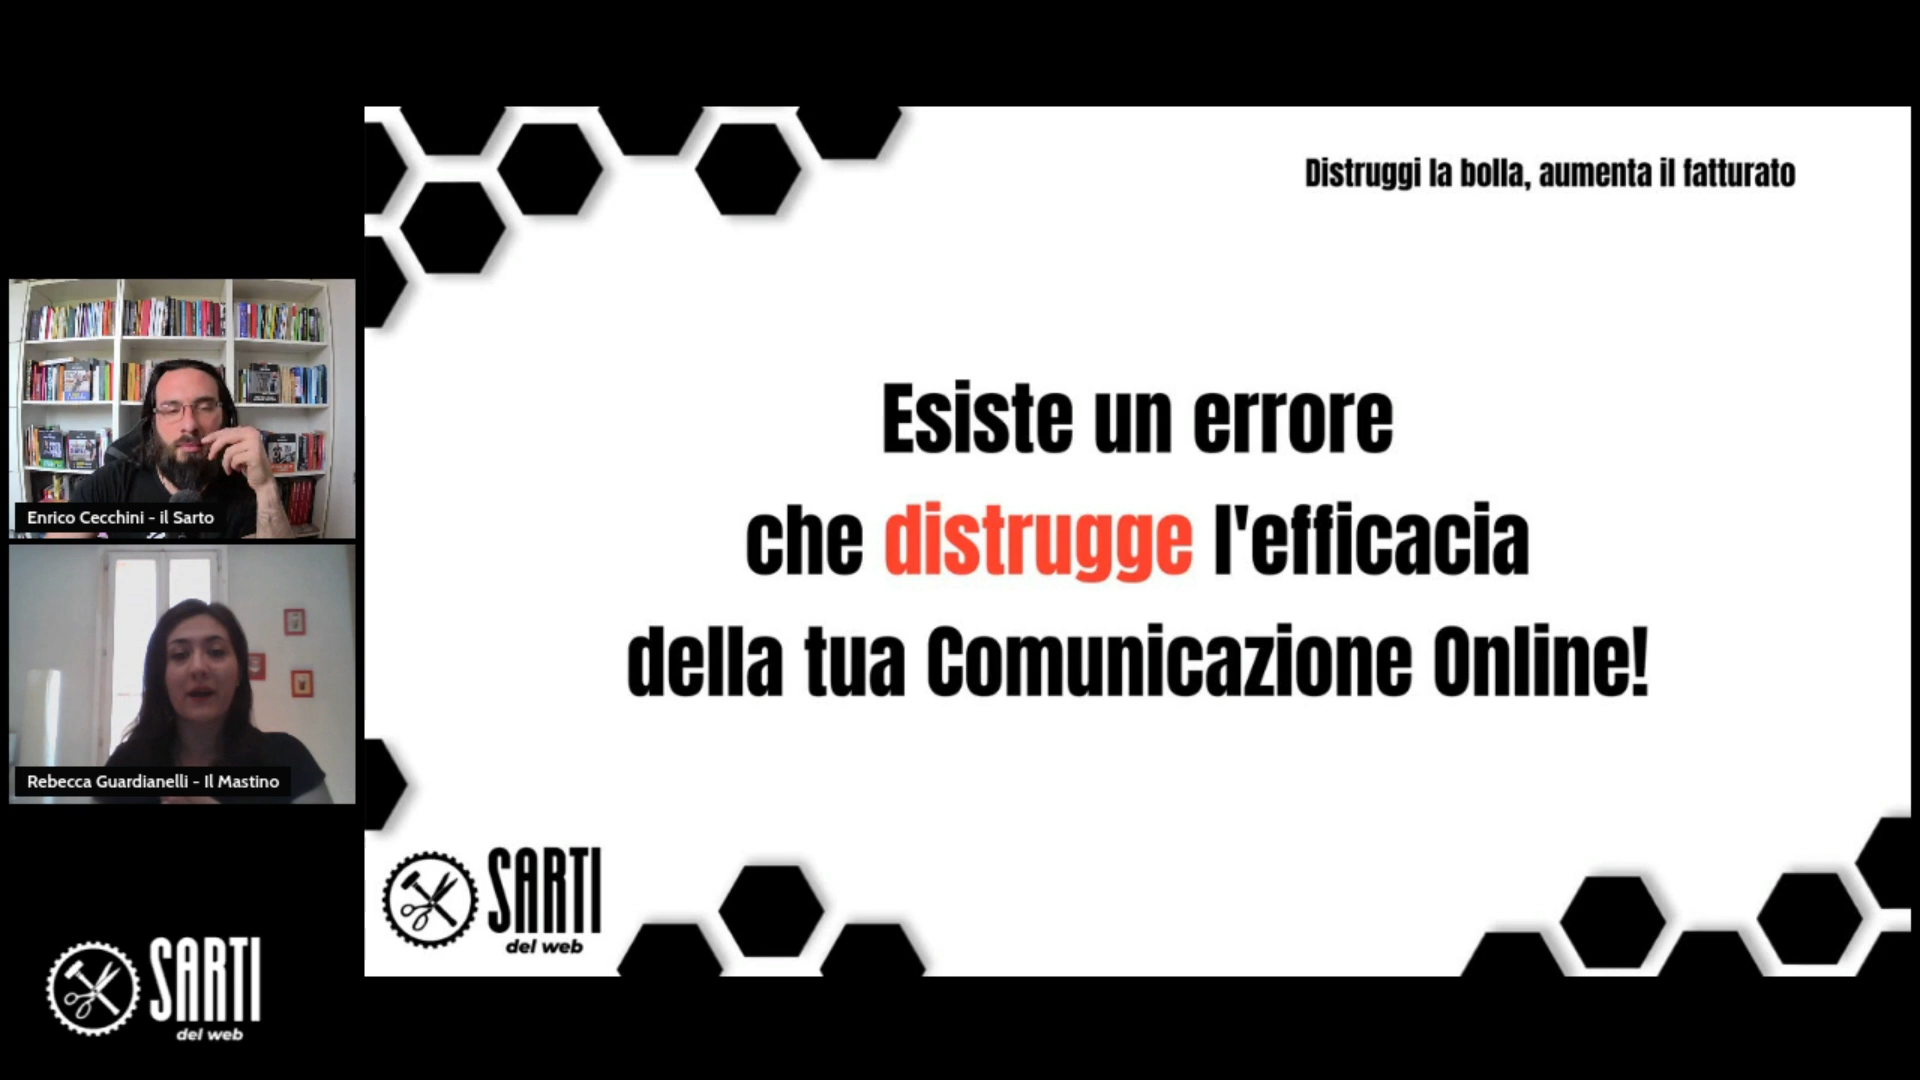 Distruggi la bolla, aumenta il fatturato
Esiste un errore
che distrugge l'efficacia
della tua Comunicazione Online!
Enrico Cecchini - il Sarto
Rebecca Guardianelli - Il Mastino
SARTI
del web
SARTI
del web